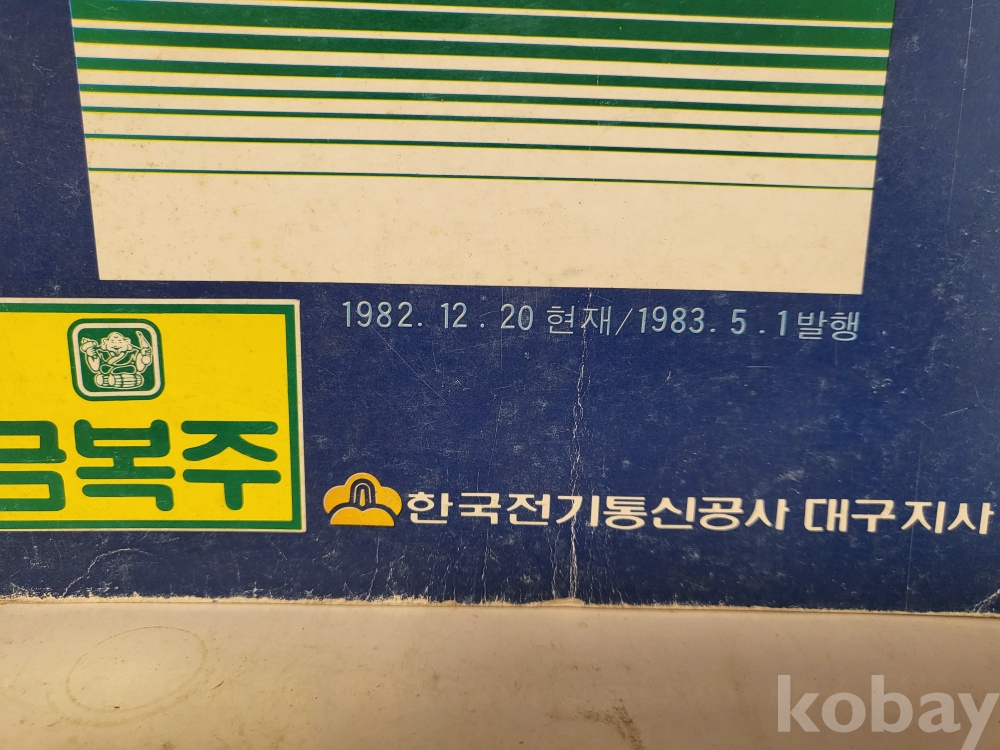 1982. 12. 20 현재/1983. 5. 1 발행
금복주
한국전기통신공사 대구지사
kobay